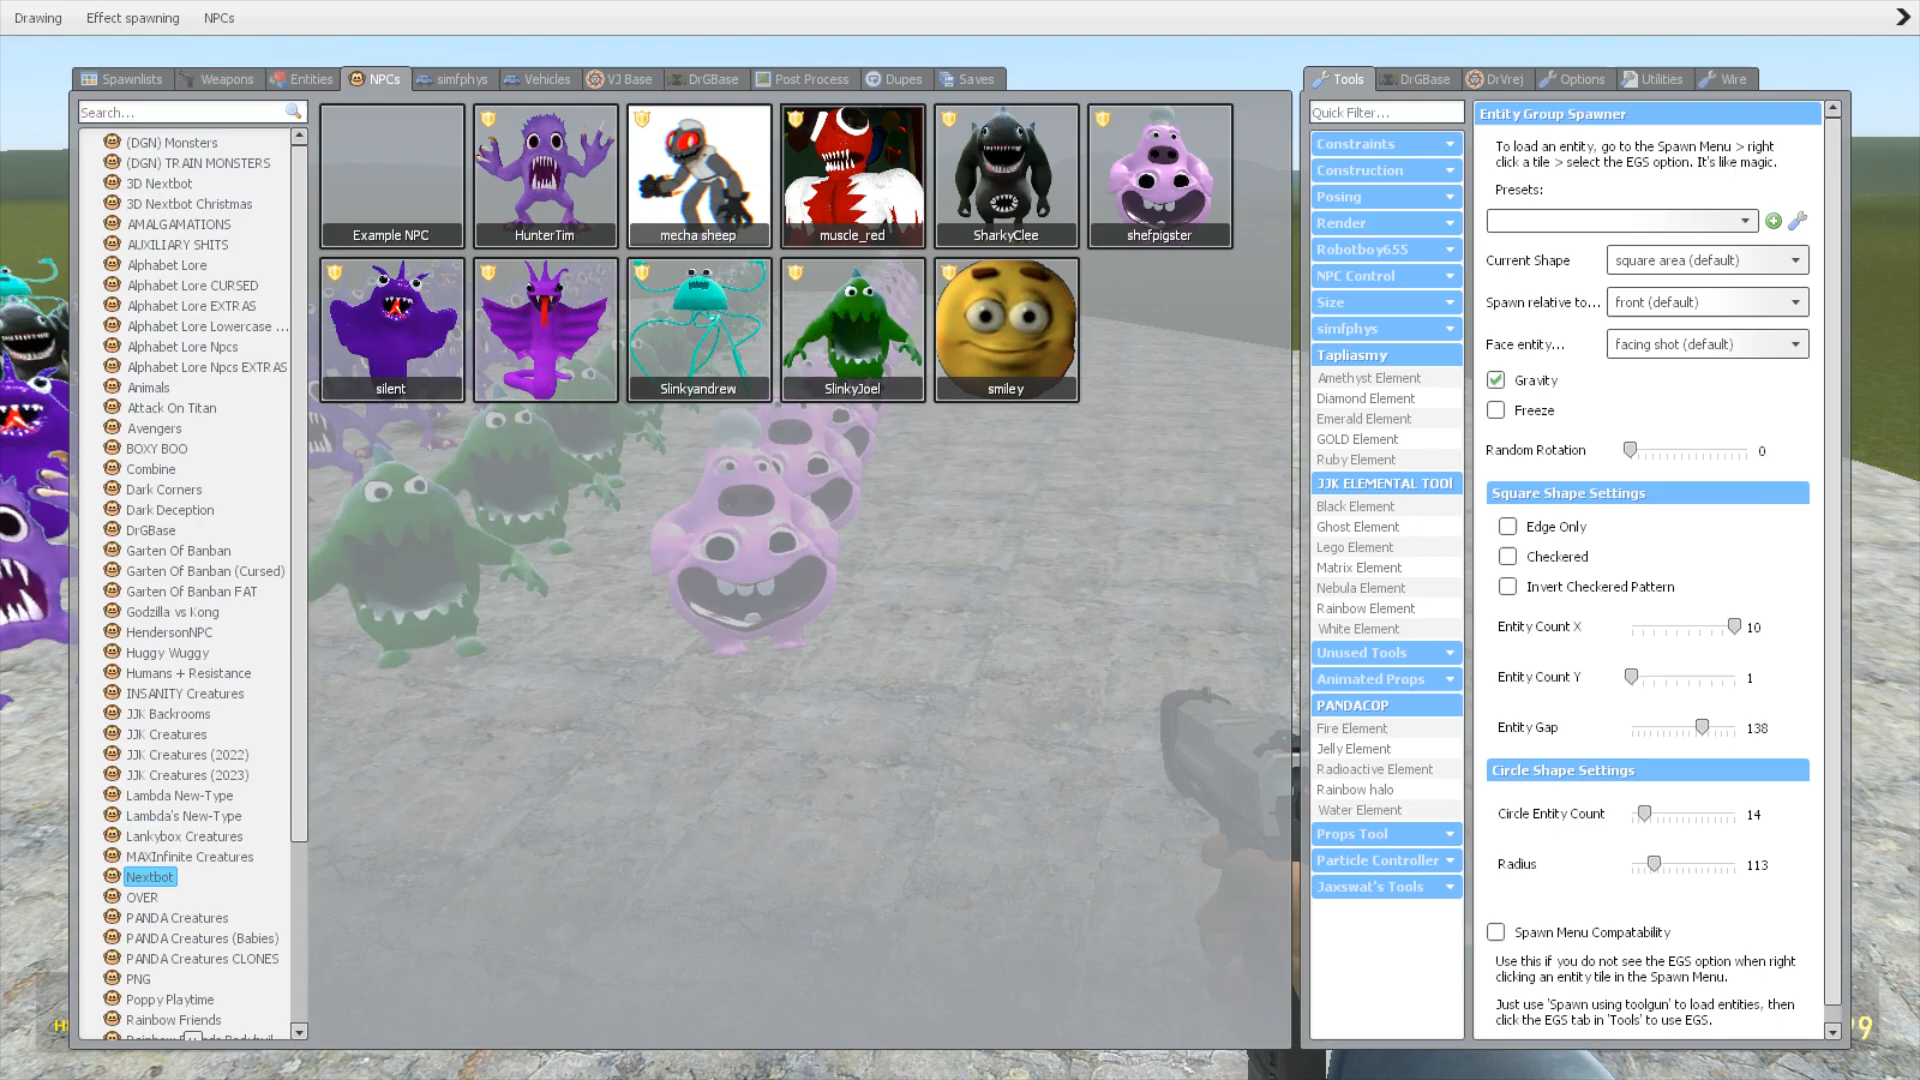 Drawing
Effect spawning
NPCs
Spawnlists
Weapons
Entities
NPCs
simfphys
Vehicles
VJ Base
DrGBase
Post Process
Dupes
Saves
Search...
(DGN) Monsters
(DGN) TRAIN MONSTERS
3D Nextbot
3D Nextbot Christmas
AMALGAMATIONS
AUXILIARY SHITS
Alphabet Lore
Alphabet Lore CURSED
Alphabet Lore EXTRAS
Alphabet Lore Lowercase ...
Alphabet Lore Npcs
Alphabet Lore Npcs EXTRAS
Animals
Attack On Titan
Avengers
BOXY BOO
Combine
Dark Corners
Dark Deception
DrGBase
Garten Of Banban
Garten Of Banban (Cursed)
Garten Of Banban FAT
Godzilla vs Kong
HendersonNPC
Huggy Wuggy
Humans + Resistance
INSANITY Creatures
JJK Backrooms
JJK Creatures
JJK Creatures (2022)
JJK Creatures (2023)
Lambda New-Type
Lambda's New-Type
Lankybox Creatures
MAXInfinite Creatures
Nextbot
OVER
PANDA Creatures
PANDA Creatures (Babies)
PANDA Creatures CLONES
PNG
Poppy Playtime
Rainbow Friends
Example NPC
HunterTim
mecha sheep
muscle_red
SharkyClee
shefpigster
silent
Slinkyandrew
SlinkyJoel
smiley
Tools
DrGBase
DrVrej
Options
Utilities
Wire
Quick Filter...
Constraints
Construction
Posing
Render
Robotboy655
NPC Control
Size
simfphys
Tapliasmy
Amethyst Element
Diamond Element
Emerald Element
GOLD Element
Ruby Element
JJK ELEMENTAL TOOl
Black Element
Ghost Element
Lego Element
Matrix Element
Nebula Element
Rainbow Element
White Element
Unused Tools
Animated Props
PANDACOP
Fire Element
Jelly Element
Radioactive Element
Rainbow halo
Water Element
Props Tool
Particle Controller
Jaxswat's Tools
Entity Group Spawner
To load an entity, go to the Spawn Menu > right
click a tile > select the EGS option. It's like magic.
Presets:
Current Shape
square area (default)
Spawn relative to...
front (default)
Face entity...
facing shot (default)
Gravity
Freeze
Random Rotation
0
Square Shape Settings
Edge Only
Checkered
Invert Checkered Pattern
Entity Count X
10
Entity Count Y
1
Entity Gap
138
Circle Shape Settings
Circle Entity Count
14
Radius
113
Spawn Menu Compatability
Use this if you do not see the EGS option when right
clicking an entity tile in the Spawn Menu.
Just use 'Spawn using toolgun' to load entities, then
click the EGS tab in 'Tools' to use EGS.